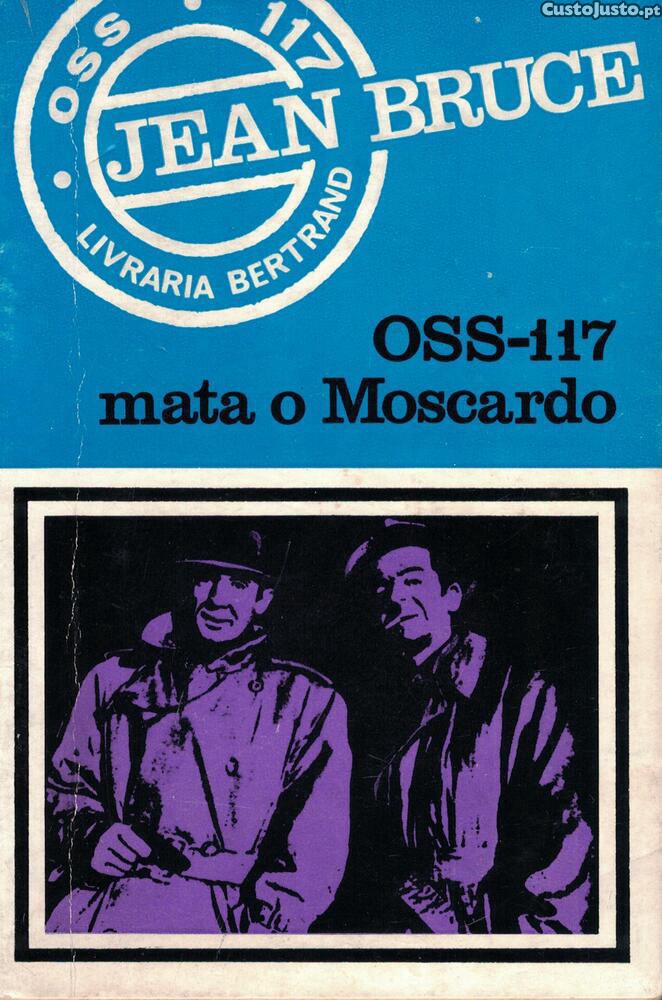 CustoJusto.pt
OSS 117
JEAN BRUCE
LIVRARIA BERTRAND
OSS-117
mata o Moscardo